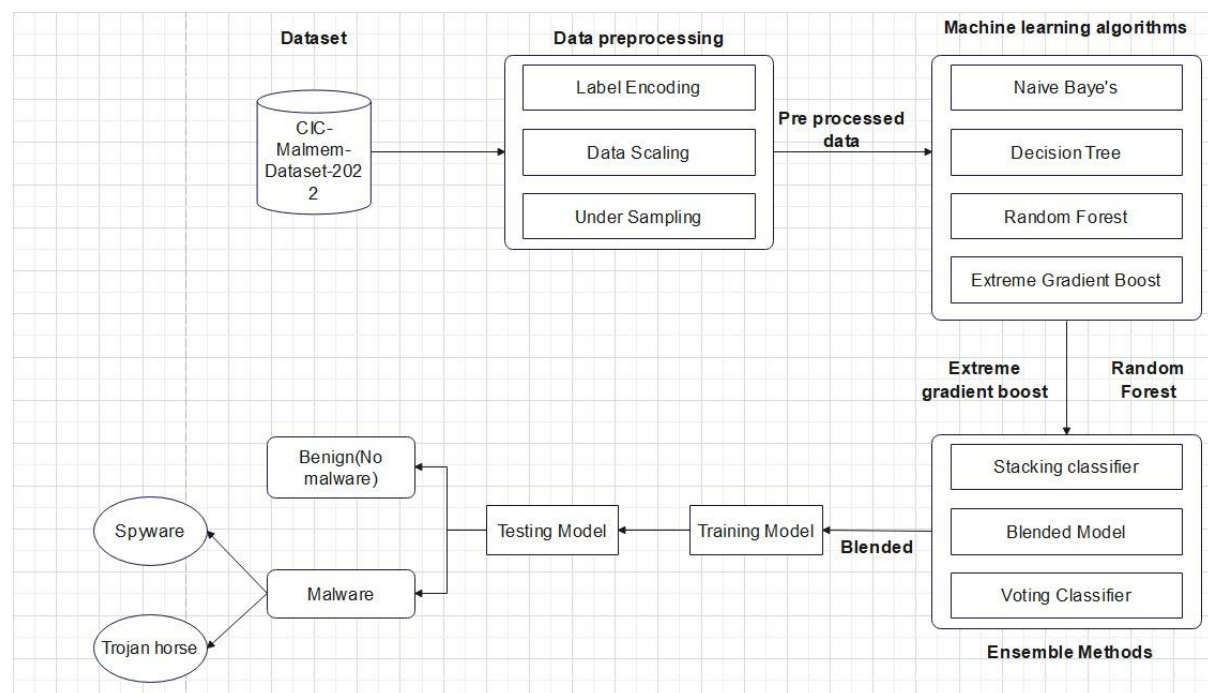 Dataset
CIC-
Malmem-
Dataset-202
2
Data preprocessing
Label Encoding
Data Scaling
Under Sampling
Pre processed
data
Machine learning algorithms
Naive Baye's
Decision Tree
Random Forest
Extreme Gradient Boost
Extreme
gradient boost
Random
Forest
Stacking classifier
Blended Model
Voting Classifier
Ensemble Methods
Blended
Training Model
Testing Model
Benign(No
malware)
Malware
Spyware
Trojan horse